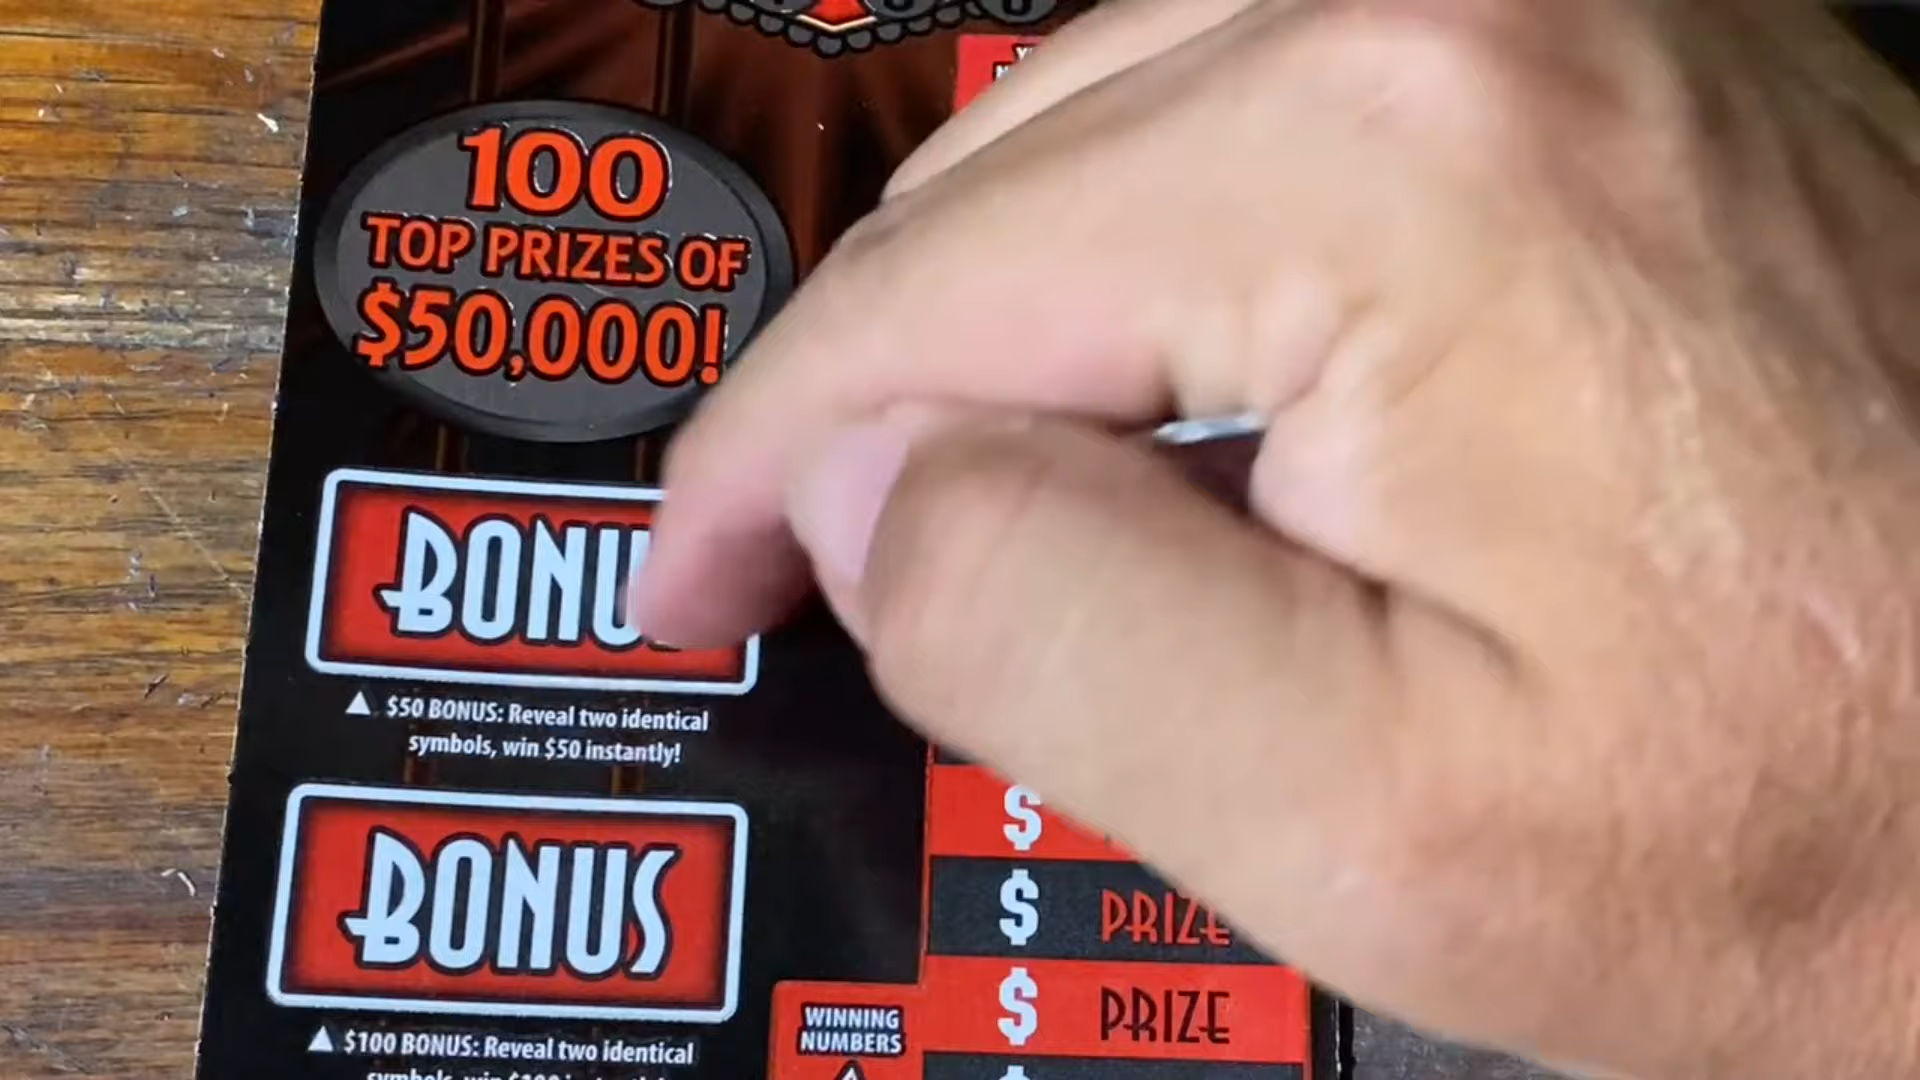 100
TOP PRIZES OF
$50,000!
BONU
▲ $50 BONUS: Reveal two identical
symbols, win $50 instantly!
BONUS
▲ $100 BONUS: Reveal two identical
$
$ PRIZE
$ PRIZE
WINNING
NUMBERS
$